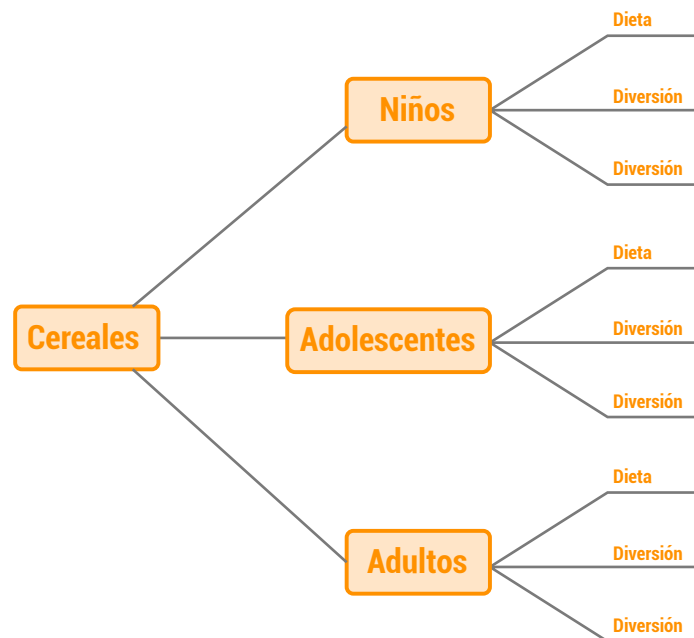 Cereales
Niños
Dieta
Diversión
Diversión
Adolescentes
Dieta
Diversión
Diversión
Adultos
Dieta
Diversión
Diversión